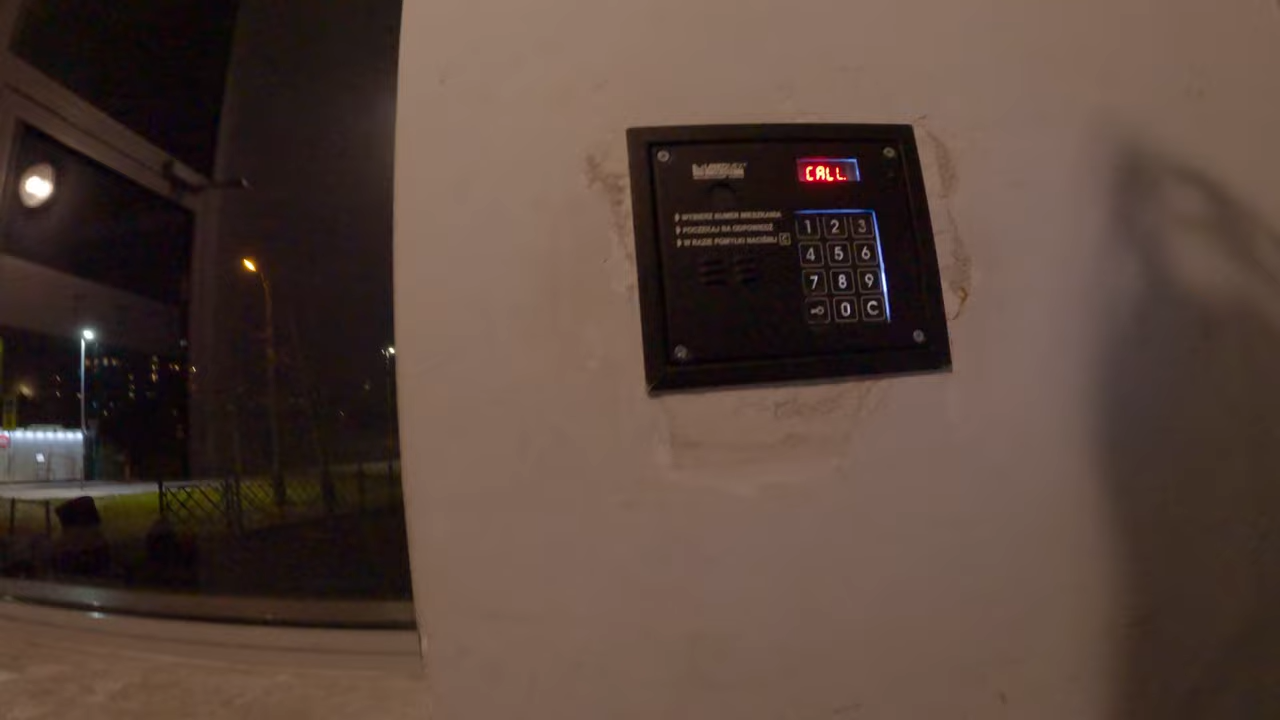 CALL.
WYBIERZ NUMER MIESZKANIA
POCZEKAJ NA ODPOWIEDŹ
W RAZIE POMYŁKI NACIŚNIJ C
1 2 3
4 5 6
7 8 9
0 C